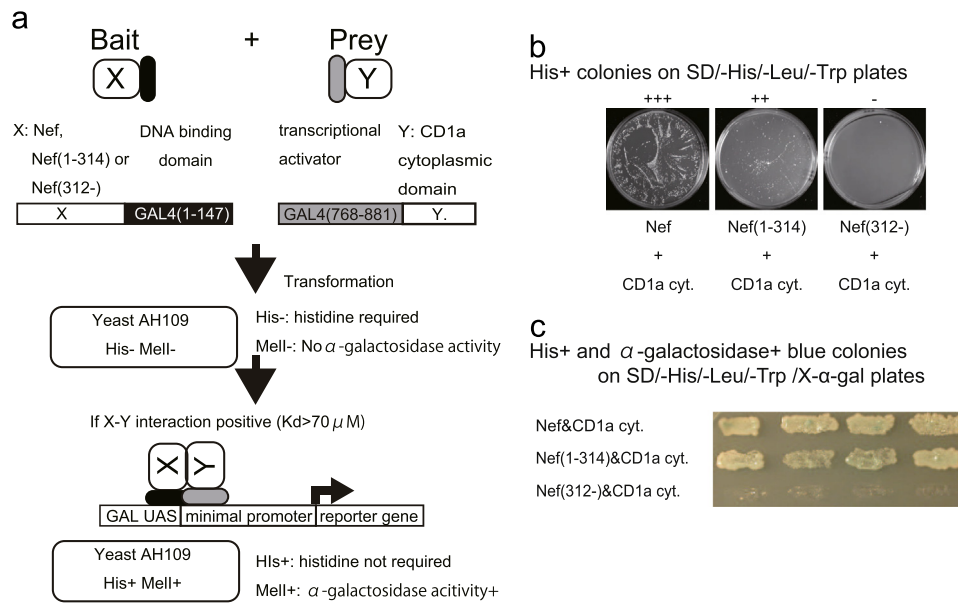 a
Bait + Prey
X Y
X: Nef,
Nef(1-314) or
Nef(312-)
DNA binding
domain
transcriptional
activator
Y: CD1a
cytoplasmic
domain
X GAL4(1-147) GAL4(768-881) Y.
Transformation
Yeast AH109
His- MelI-
His-: histidine required
MelI-: No α-galactosidase activity
If X-Y interaction positive (Kd>70μM)
X Y
GAL UAS minimal promoter reporter gene
Yeast AH109
His+ MelI+
HIs+: histidine not required
MelI+: α-galactosidase acitivity+
b
His+ colonies on SD/-His/-Leu/-Trp plates
+++ ++ -
Nef Nef(1-314) Nef(312-)
+ + +
CD1a cyt. CD1a cyt. CD1a cyt.
c
His+ and α-galactosidase+ blue colonies
on SD/-His/-Leu/-Trp /X-α-gal plates
Nef&CD1a cyt.
Nef(1-314)&CD1a cyt.
Nef(312-)&CD1a cyt.